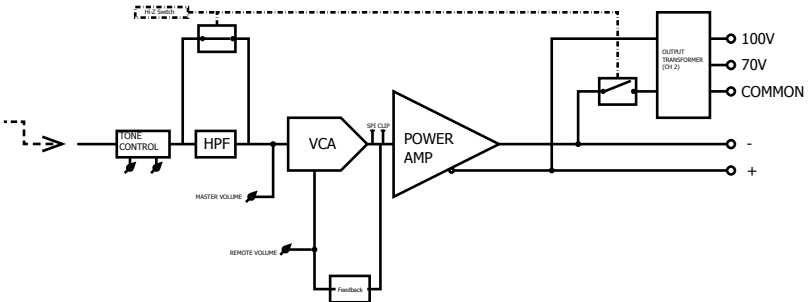 Hi-Z Switch
OUTPUT
TRANSFORMER
(CH 2)
100V
70V
COMMON
TONE
CONTROL
HPF
VCA
SPI CLIP
POWER
AMP
-
+
MASTER VOLUME
REMOTE VOLUME
Feedback